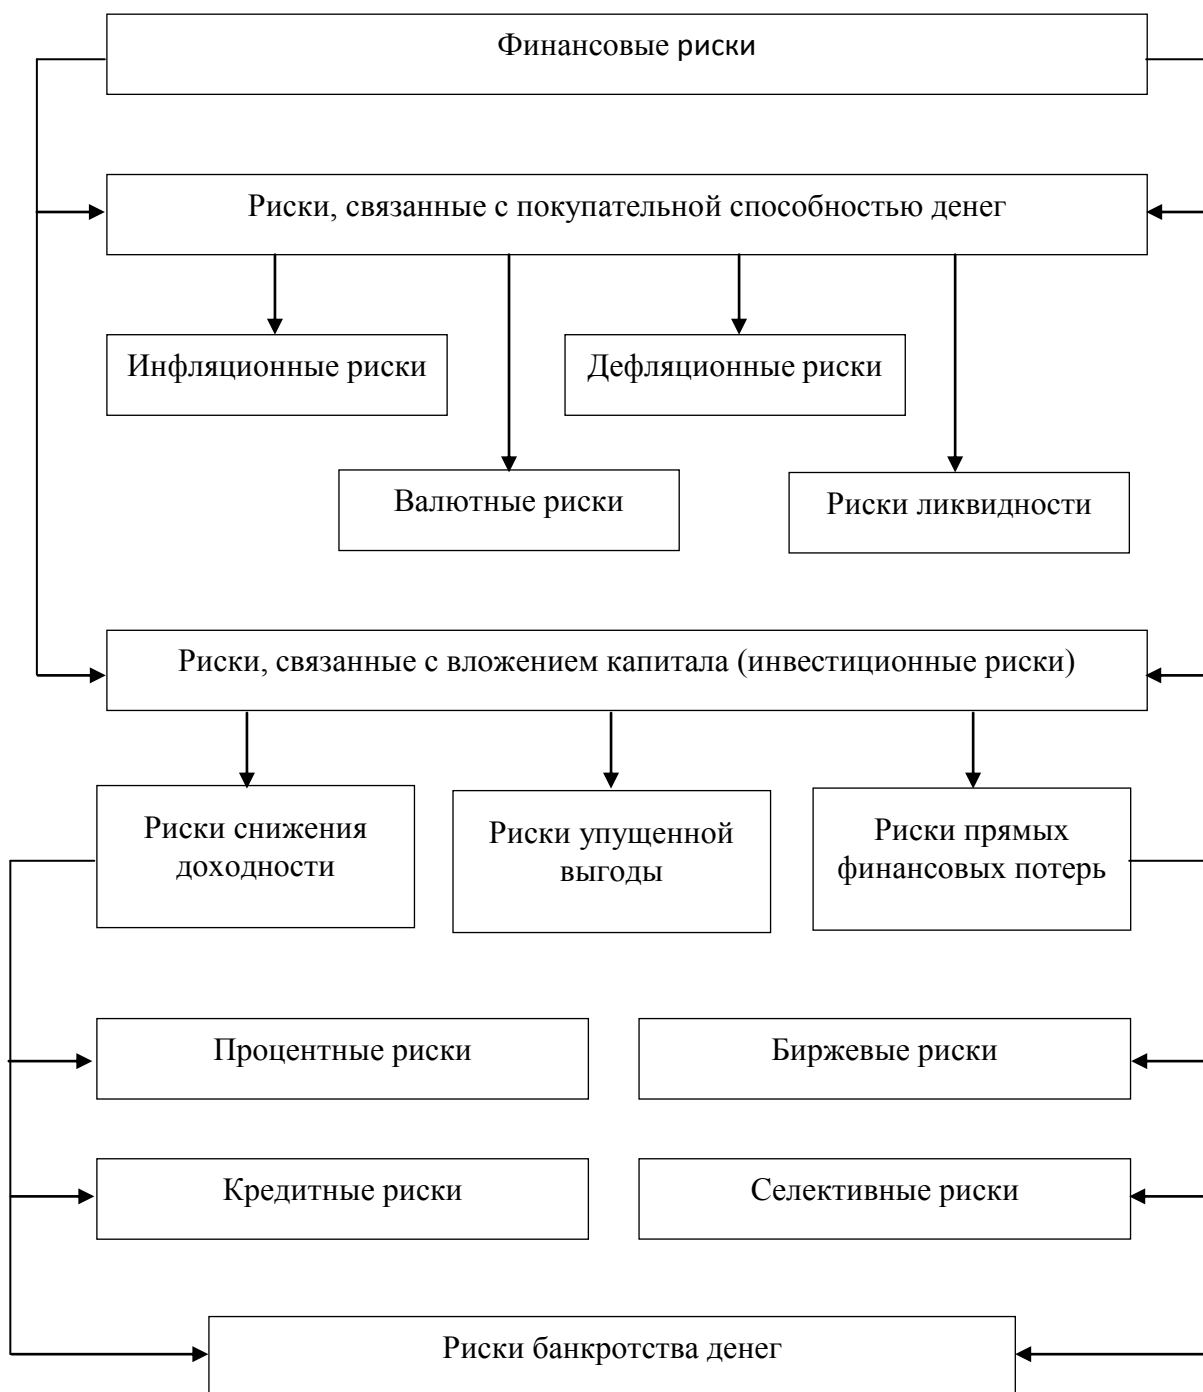 Финансовые риски
Риски, связанные с покупательной способностью денег
Инфляционные риски
Дефляционные риски
Валютные риски
Риски ликвидности
Риски, связанные с вложением капитала (инвестиционные риски)
Риски снижения
доходности
Риски упущенной
выгоды
Риски прямых
финансовых потерь
Процентные риски
Биржевые риски
Кредитные риски
Селективные риски
Риски банкротства денег